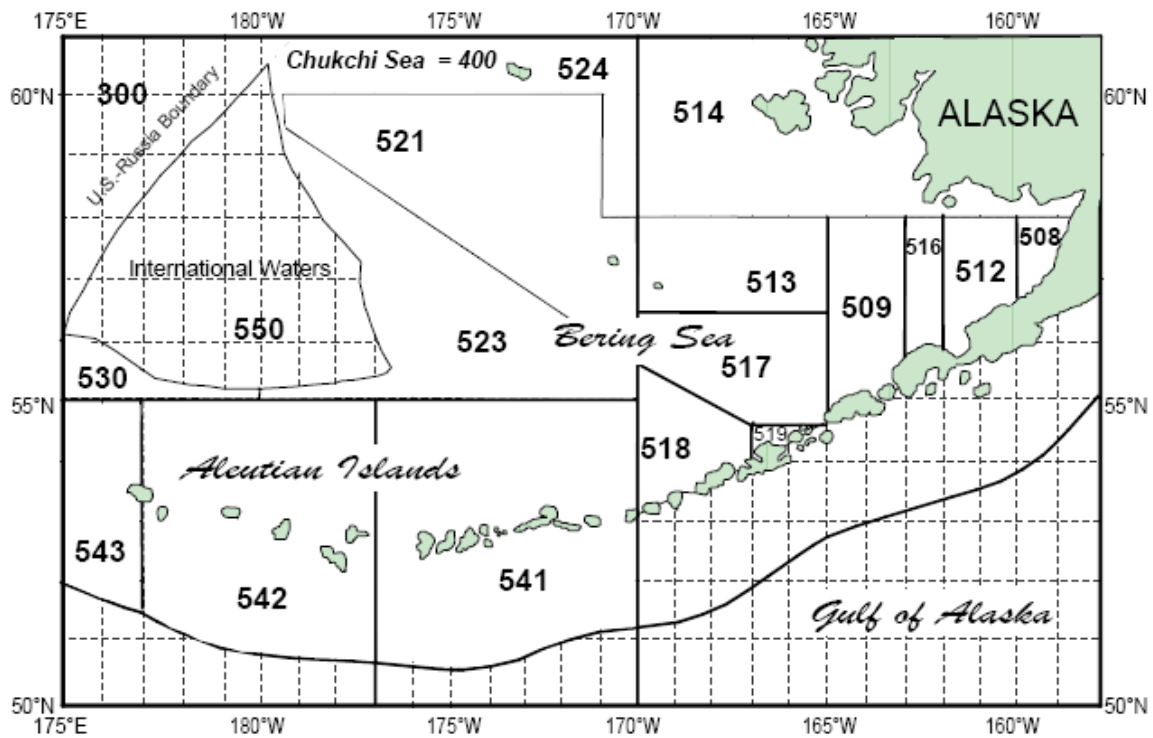 175°E 180°W 175°W 170°W 165°W 160°W
Chukchi Sea = 400
524
60°N
300
514
ALASKA
60°N
521
U.S.-Russia Boundary
508
516
International Waters
513
512
509
550
523
Bering Sea
517
530
55°N
55°N
519
518
Aleutian Islands
543
541
542
Gulf of Alaska
50°N
50°N
175°E 180°W 175°W 170°W 165°W 160°W